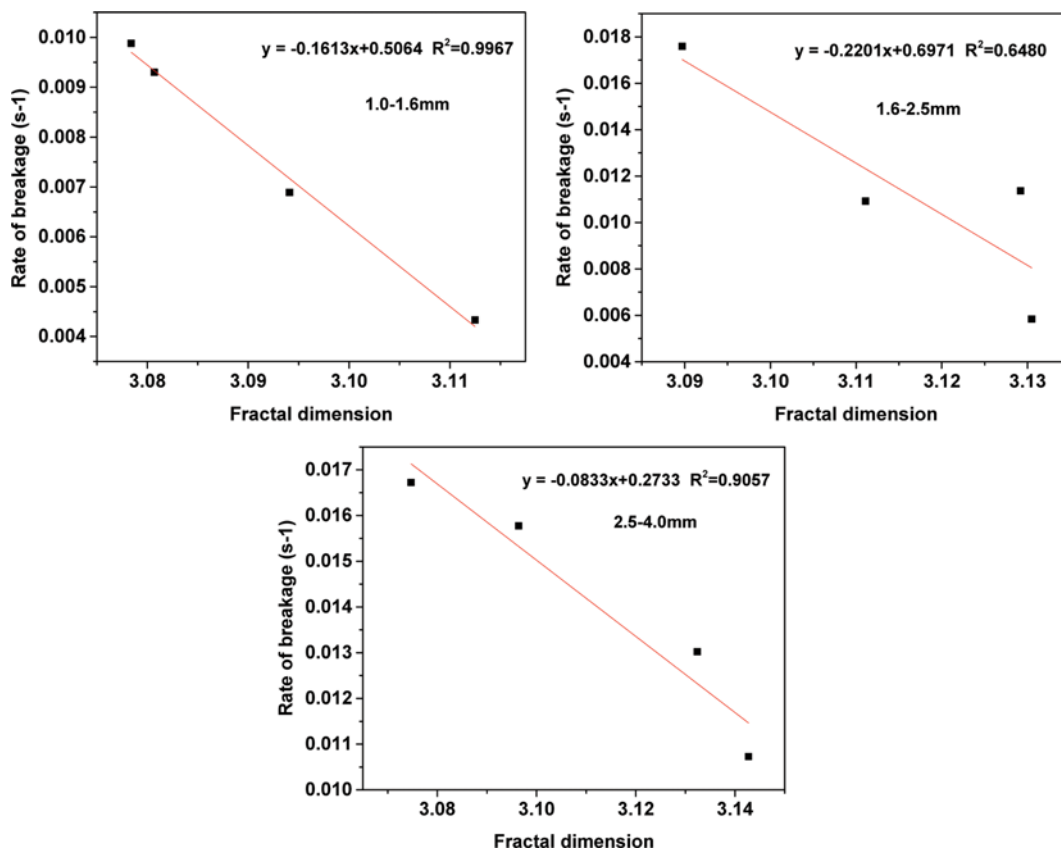 y = -0.1613x+0.5064 R²=0.9967
1.0-1.6mm
Rate of breakage (s-1)
0.010
0.009
0.008
0.007
0.006
0.005
0.004
3.08 3.09 3.10 3.11
Fractal dimension
y = -0.2201x+0.6971 R²=0.6480
1.6-2.5mm
Rate of breakage (s-1)
0.018
0.016
0.014
0.012
0.010
0.008
0.006
0.004
3.09 3.10 3.11 3.12 3.13
Fractal dimension
y = -0.0833x+0.2733 R²=0.9057
2.5-4.0mm
Rate of breakage (s-1)
0.017
0.016
0.015
0.014
0.013
0.012
0.011
0.010
3.08 3.10 3.12 3.14
Fractal dimension